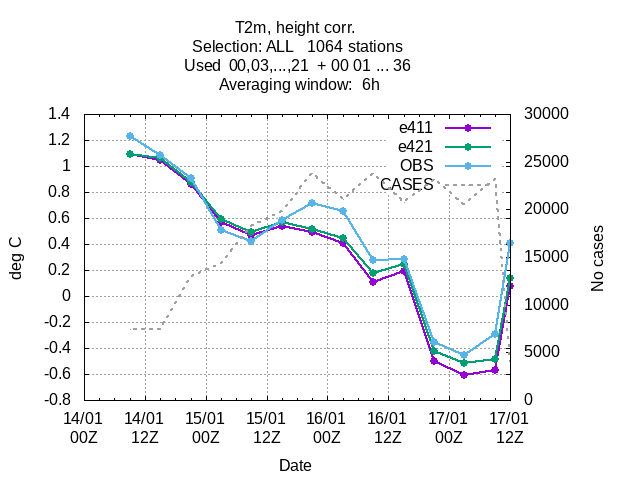 T2m, height corr.
Selection: ALL   1064 stations
Used  00,03,...,21  + 00 01 ... 36
Averaging window:  6h
1.4
1.2
1
0.8
0.6
0.4
0.2
0
-0.2
-0.4
-0.6
-0.8
deg C
e411
e421
OBS
CASES
30000
25000
20000
15000
10000
5000
0
No cases
14/01 14/01 15/01 15/01 16/01 16/01 17/01 17/01
00Z 12Z 00Z 12Z 00Z 12Z 00Z 12Z
Date